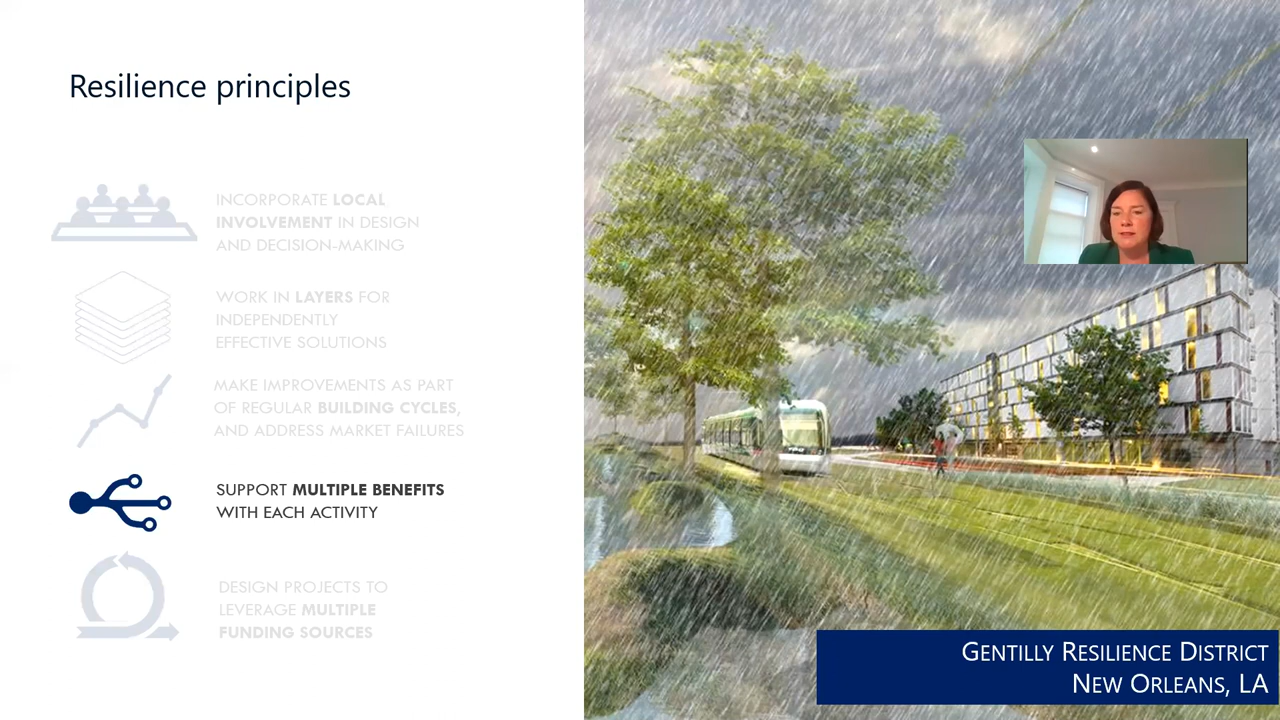 Resilience principles
INCORPORATE LOCAL
INVOLVEMENT IN DESIGN
AND DECISION-MAKING
WORK IN LAYERS FOR
INDEPENDENTLY
EFFECTIVE SOLUTIONS
MAKE IMPROVEMENTS AS PART
OF REGULAR BUILDING CYCLES,
AND ADDRESS MARKET FAILURES
SUPPORT MULTIPLE BENEFITS
WITH EACH ACTIVITY
DESIGN PROJECTS TO
LEVERAGE MULTIPLE
FUNDING SOURCES
GENTILLY RESILIENCE DISTRICT
NEW ORLEANS, LA